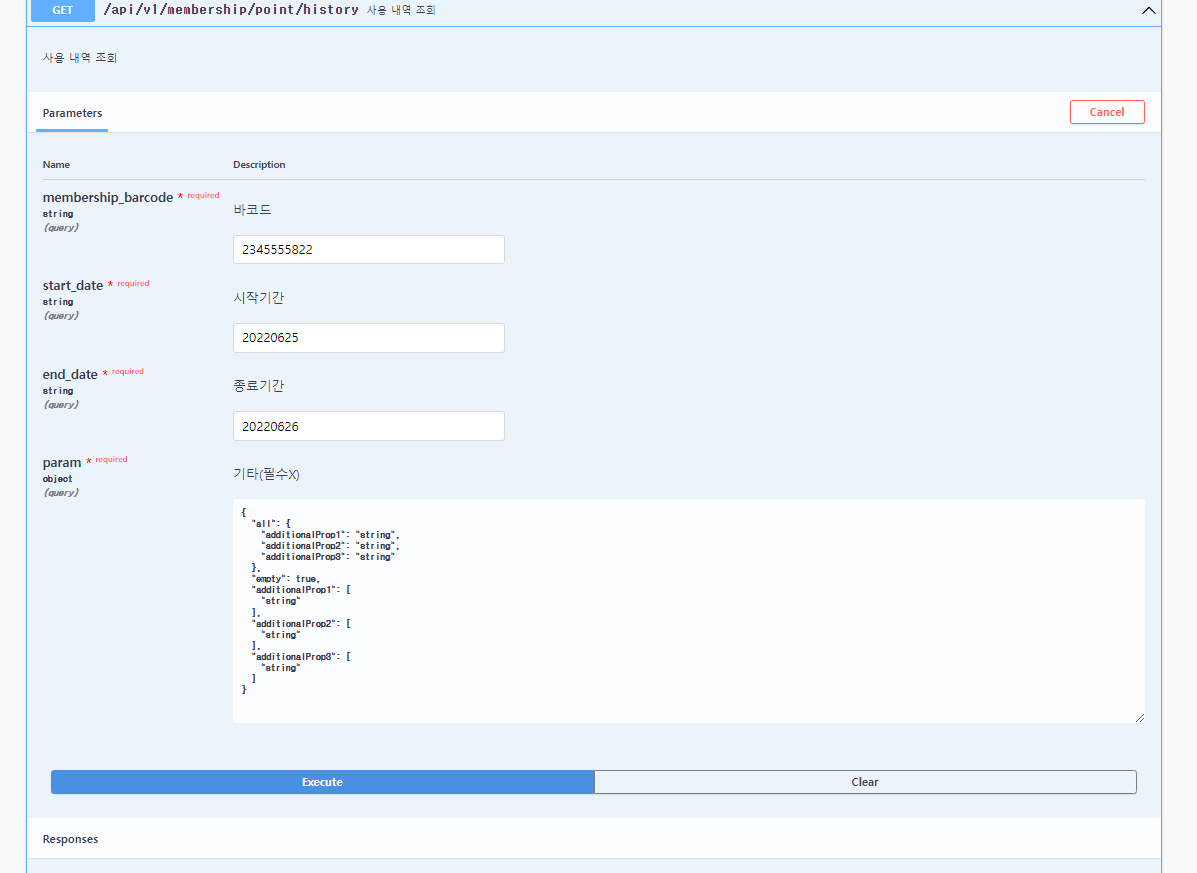 GET /api/v1/membership/point/history 사용 내역 조회
사용 내역 조회
Parameters
Cancel
Name Description
membership_barcode * required
string
(query)
바코드
2345555822
start_date * required
string
(query)
시작기간
20220625
end_date * required
string
(query)
종료기간
20220626
param * required
object
(query)
기타(필수X)
{
  "all": {
    "additionalProp1": "string",
    "additionalProp2": "string",
    "additionalProp3": "string"
  },
  "empty": true,
  "additionalProp1": [
    "string"
  ],
  "additionalProp2": [
    "string"
  ],
  "additionalProp3": [
    "string"
  ]
}
Execute Clear
Responses